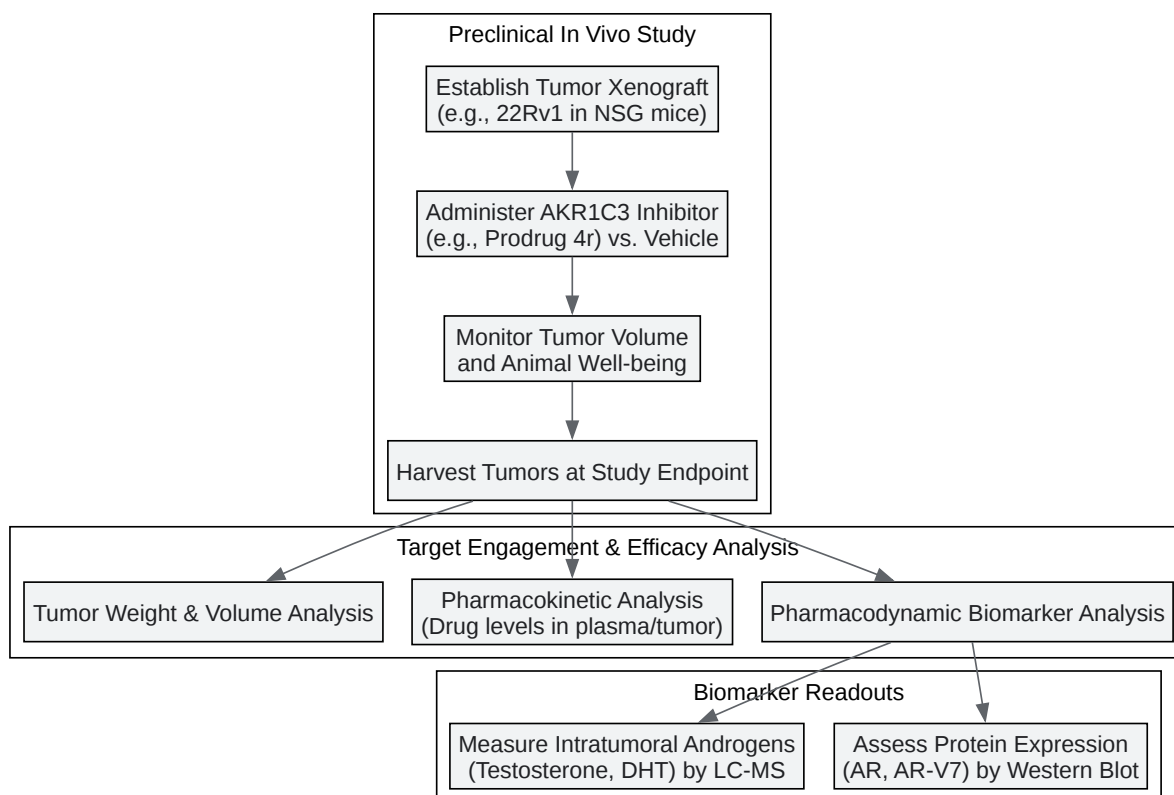 Preclinical In Vivo Study
Establish Tumor Xenograft
(e.g., 22Rv1 in NSG mice)
Administer AKR1C3 Inhibitor
(e.g., Prodrug 4r) vs. Vehicle
Monitor Tumor Volume
and Animal Well-being
Harvest Tumors at Study Endpoint
Target Engagement & Efficacy Analysis
Tumor Weight & Volume Analysis
Pharmacokinetic Analysis
(Drug levels in plasma/tumor)
Pharmacodynamic Biomarker Analysis
Biomarker Readouts
Measure Intratumoral Androgens
(Testosterone, DHT) by LC-MS
Assess Protein Expression
(AR, AR-V7) by Western Blot